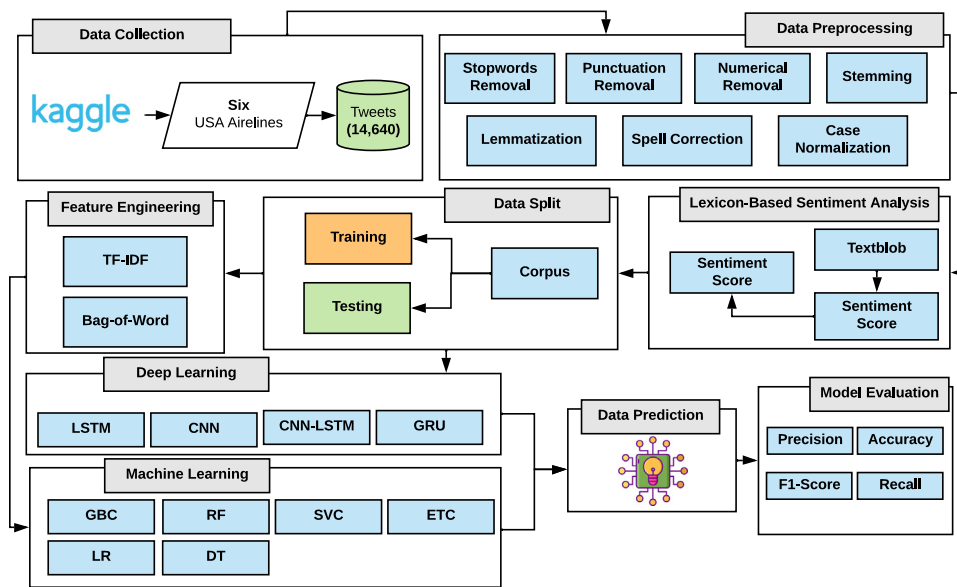 Data Collection
kaggle
Six
USA Airelines
Tweets
(14,640)
Data Preprocessing
Stopwords
Removal
Punctuation
Removal
Numerical
Removal
Stemming
Lemmatization
Spell Correction
Case
Normalization
Feature Engineering
TF-IDF
Bag-of-Word
Data Split
Training
Testing
Corpus
Lexicon-Based Sentiment Analysis
Textblob
Sentiment
Score
Sentiment
Score
Deep Learning
LSTM
CNN
CNN-LSTM
GRU
Machine Learning
GBC
RF
SVC
ETC
LR
DT
Data Prediction
Model Evaluation
Precision
Accuracy
F1-Score
Recall